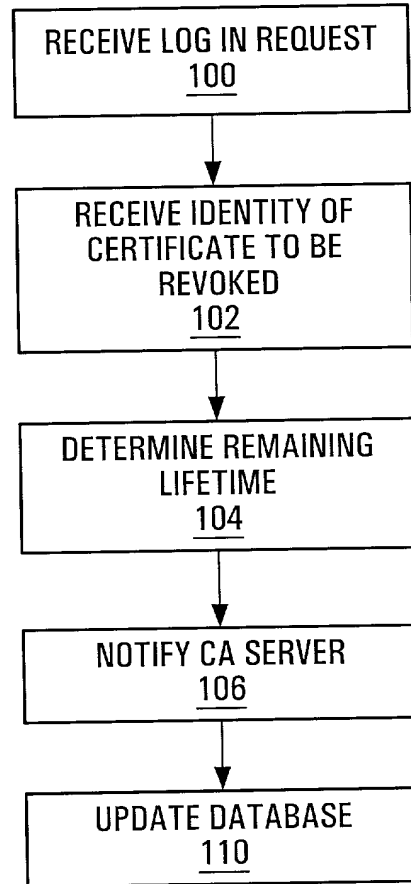 RECEIVE LOG IN REQUEST
100
RECEIVE IDENTITY OF
CERTIFICATE TO BE
REVOKED
102
DETERMINE REMAINING
LIFETIME
104
NOTIFY CA SERVER
106
UPDATE DATABASE
110